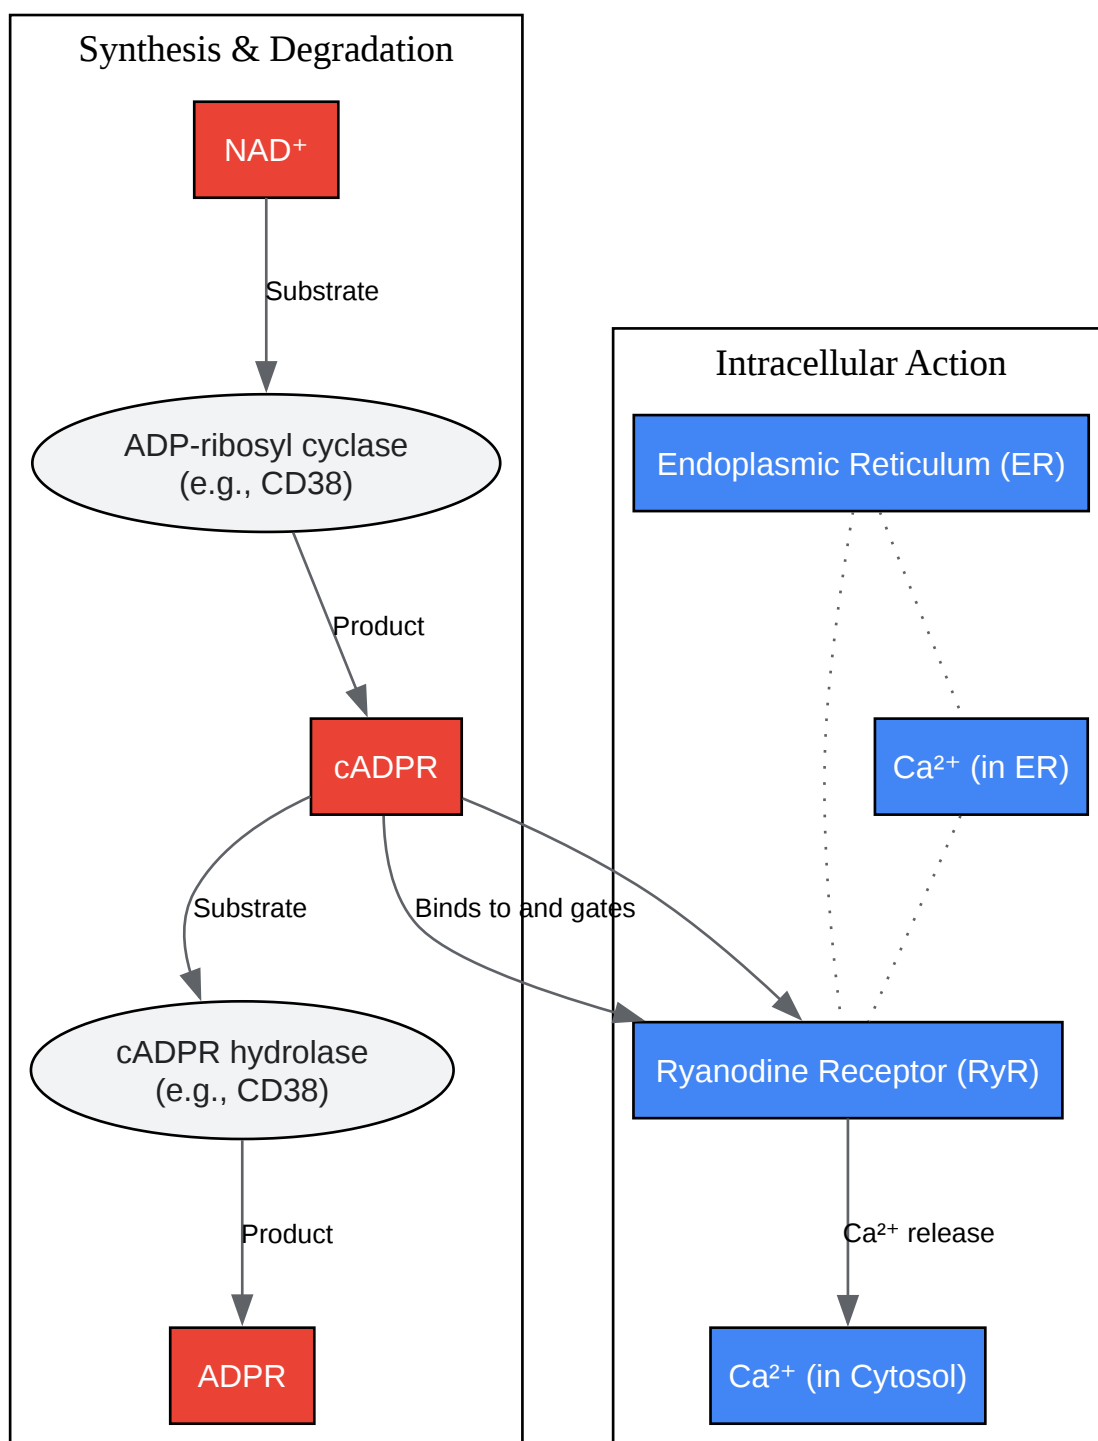 Synthesis & Degradation
NAD⁺
Substrate
ADP-ribosyl cyclase
(e.g., CD38)
Product
cADPR
Substrate
Binds to and gates
cADPR hydrolase
(e.g., CD38)
Product
ADPR
Intracellular Action
Endoplasmic Reticulum (ER)
Ca²⁺ (in ER)
Ryanodine Receptor (RyR)
Ca²⁺ release
Ca²⁺ (in Cytosol)